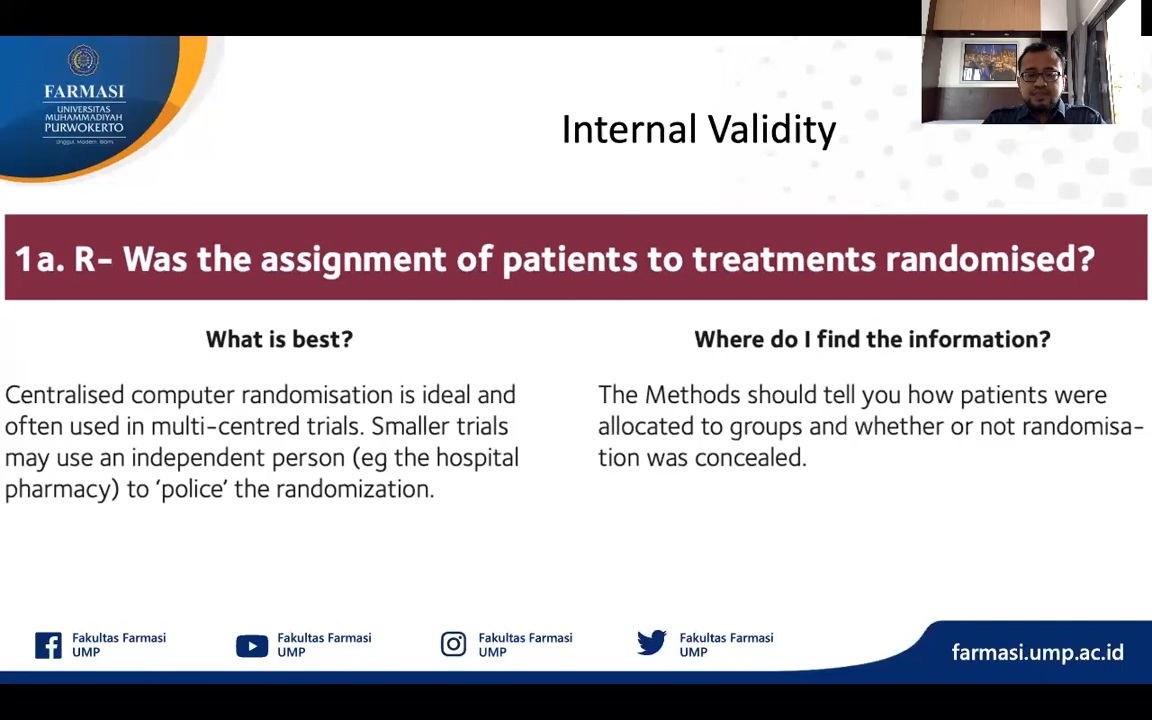 FARMASI
UNIVERSITAS
MUHAMMADIYAH
PURWOKERTO
Unggul, Modern, Islami
Internal Validity
1a. R- Was the assignment of patients to treatments randomised?
What is best?
Centralised computer randomisation is ideal and
often used in multi-centred trials. Smaller trials
may use an independent person (eg the hospital
pharmacy) to ‘police’ the randomization.
Where do I find the information?
The Methods should tell you how patients were
allocated to groups and whether or not randomisa-
tion was concealed.
Fakultas Farmasi
UMP
Fakultas Farmasi
UMP
Fakultas Farmasi
UMP
Fakultas Farmasi
UMP
farmasi.ump.ac.id